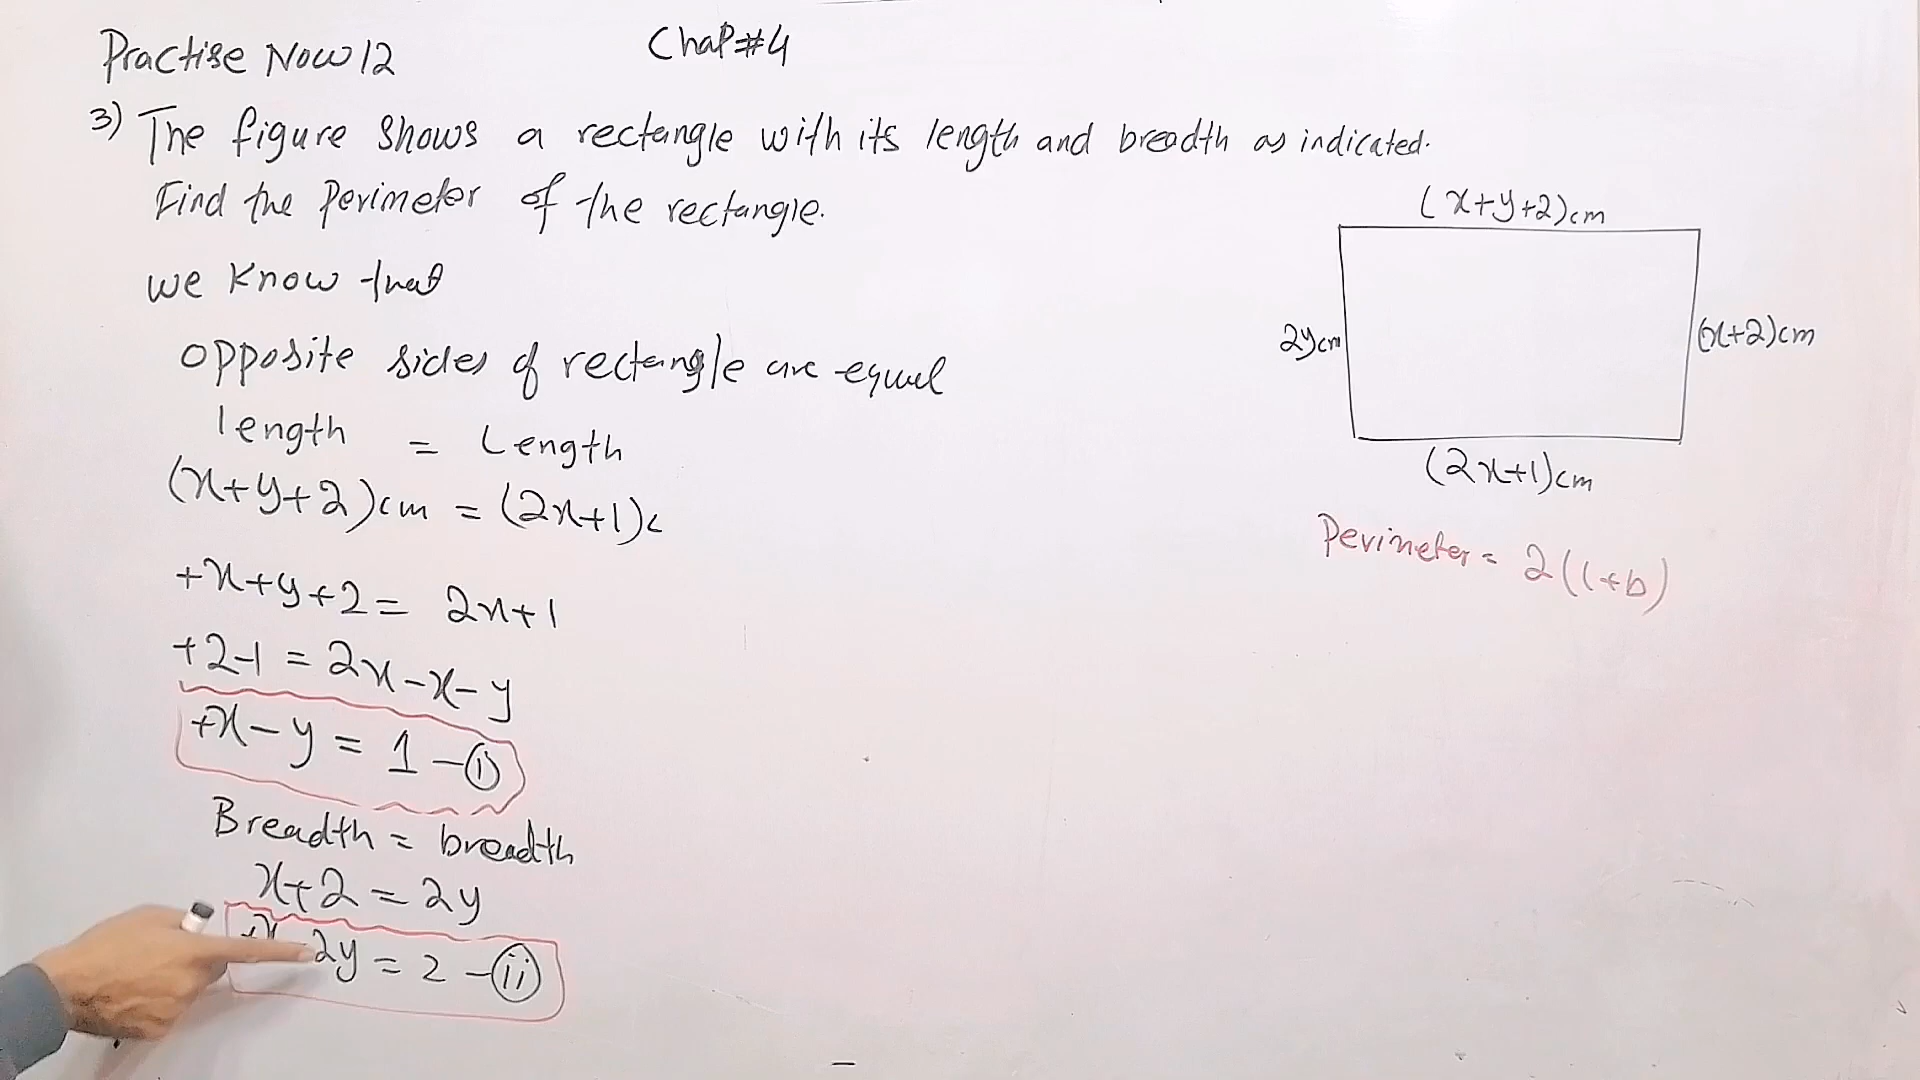 Practise Now 12
Chap#4
3) The figure shows a rectangle with its length and breadth as indicated.
Find the Perimeter of the rectangle.
(x+y+2)cm
2ycm
(x+2)cm
(2x+1)cm
Perimeter = 2(l+b)
we know that
opposite sides of rectangle are equal
length = Length
(x+y+2)cm = (2x+1)c
+x+y+2 = 2x+1
+2-1 = 2x-x-y
+x-y = 1 -(i)
Breadth = breadth
x+2 = 2y
2y = 2 -(ii)